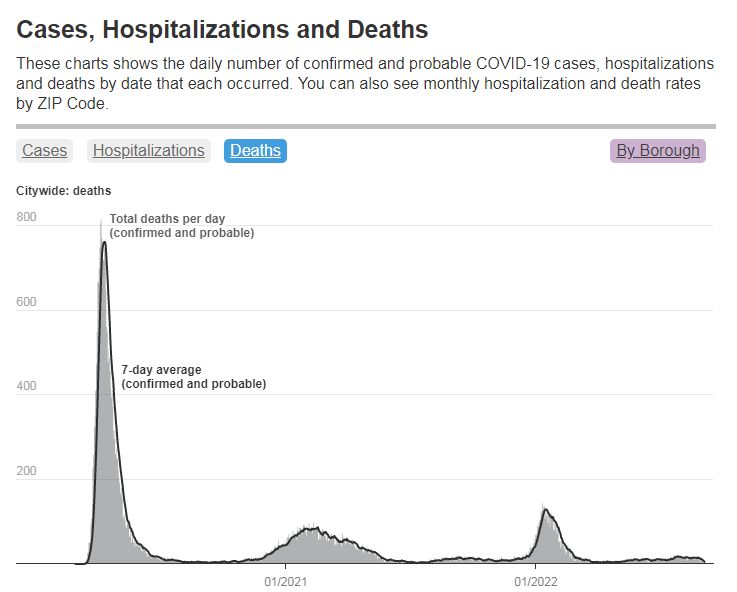 Cases, Hospitalizations and Deaths
These charts shows the daily number of confirmed and probable COVID-19 cases, hospitalizations
and deaths by date that each occurred. You can also see monthly hospitalization and death rates
by ZIP Code.
Cases Hospitalizations Deaths By Borough
Citywide: deaths
800
Total deaths per day
(confirmed and probable)
600
7-day average
(confirmed and probable)
400
200
01/2021 01/2022